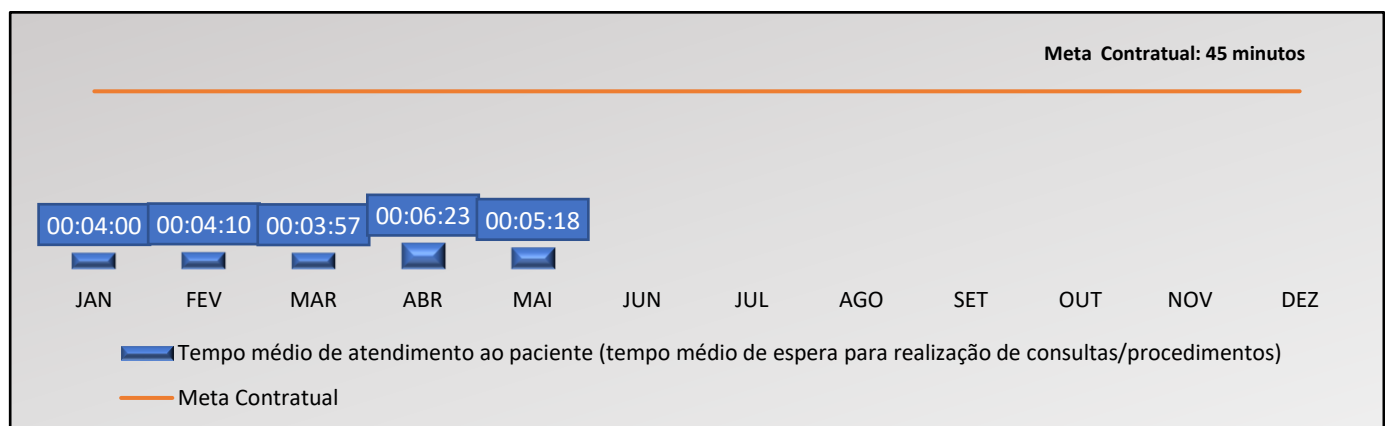 Meta Contratual: 45 minutos
00:04:00 00:04:10 00:03:57 00:06:23 00:05:18
JAN FEV MAR ABR MAI JUN JUL AGO SET OUT NOV DEZ
Tempo médio de atendimento ao paciente (tempo médio de espera para realização de consultas/procedimentos)
Meta Contratual